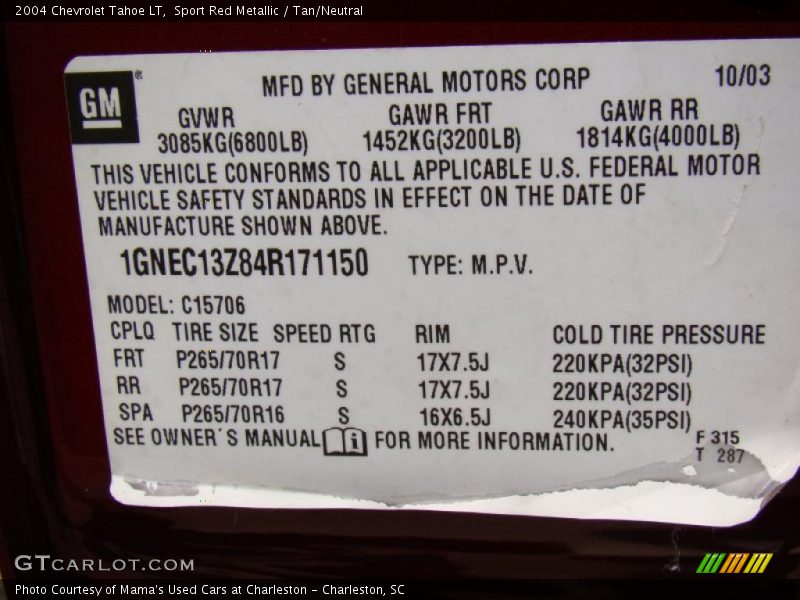 2004 Chevrolet Tahoe LT,  Sport Red Metallic / Tan/Neutral
GM®
MFD BY GENERAL MOTORS CORP 10/03
GVWR GAWR FRT GAWR RR
3085KG(6800LB) 1452KG(3200LB) 1814KG(4000LB)
THIS VEHICLE CONFORMS TO ALL APPLICABLE U.S. FEDERAL MOTOR
VEHICLE SAFETY STANDARDS IN EFFECT ON THE DATE OF
MANUFACTURE SHOWN ABOVE.
1GNEC13Z84R171150 TYPE: M.P.V.
MODEL: C15706
CPLQ TIRE SIZE SPEED RTG RIM COLD TIRE PRESSURE
FRT P265/70R17 S 17X7.5J 220KPA(32PSI)
RR P265/70R17 S 17X7.5J 220KPA(32PSI)
SPA P265/70R16 S 16X6.5J 240KPA(35PSI)
SEE OWNER'S MANUAL i FOR MORE INFORMATION.
F 315
T 287
GTCARLOT.COM
Photo Courtesy of Mama's Used Cars at Charleston - Charleston, SC